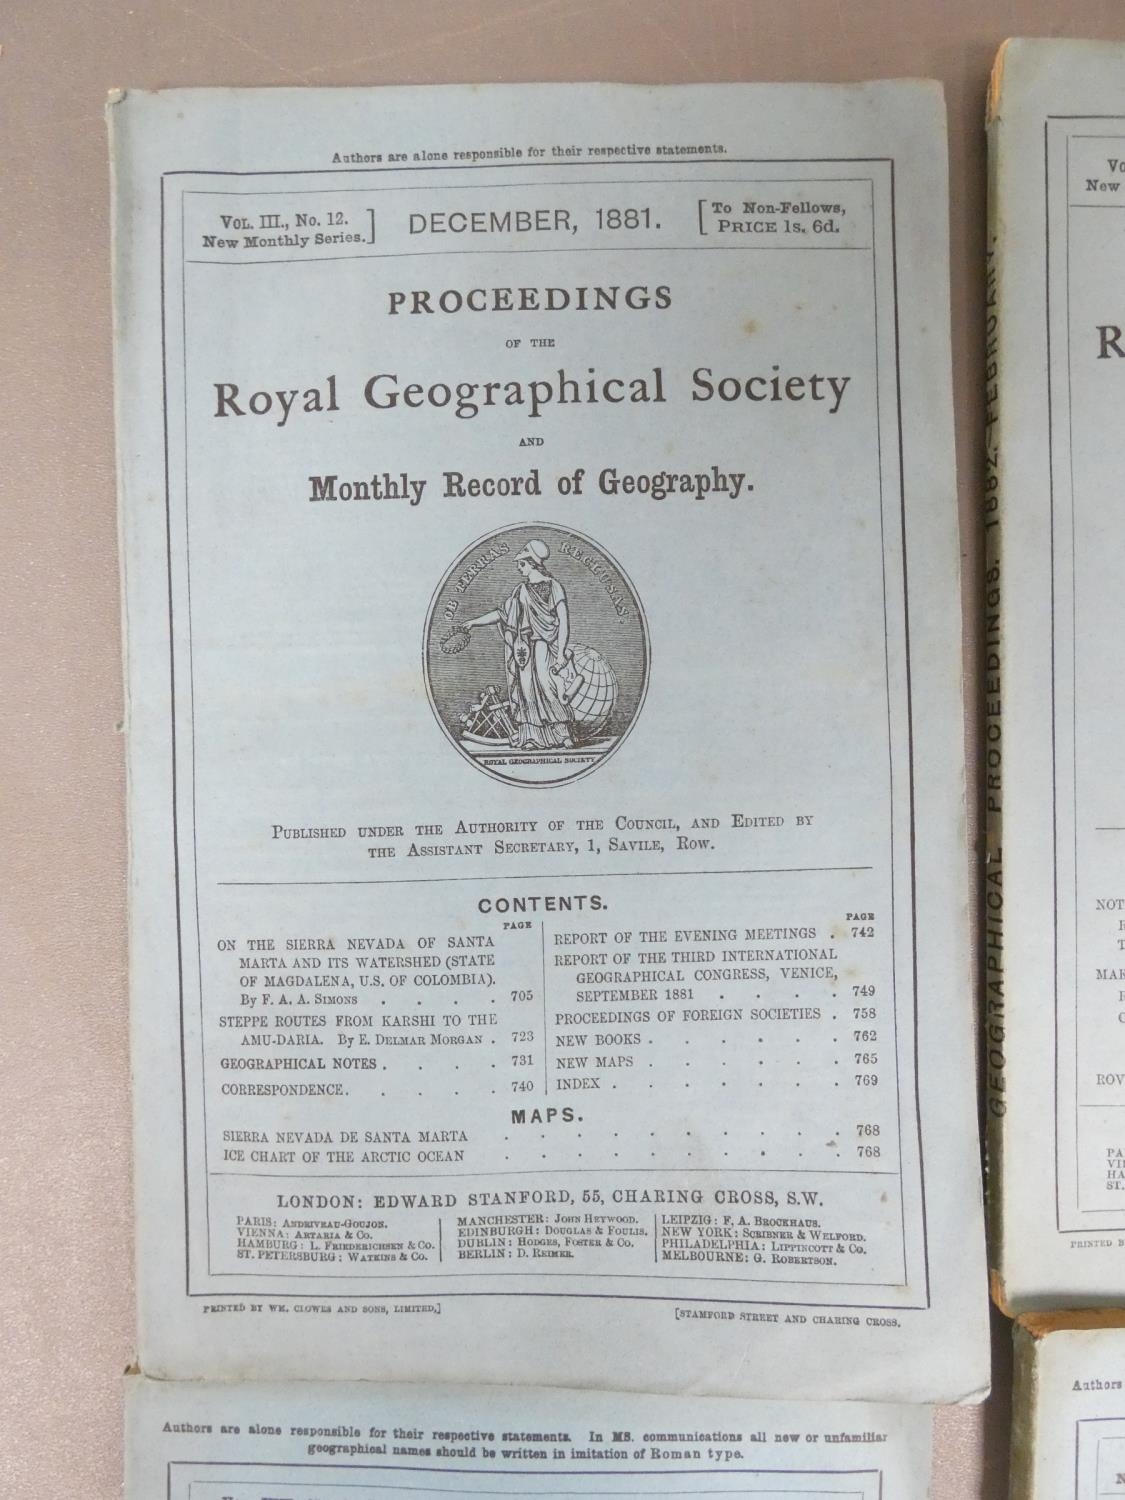 Authors are alone responsible for their respective statements.
VOL. III., No. 12.
New Monthly Series.]
DECEMBER, 1881.
[To Non-Fellows,
PRICE 1s. 6d.
PROCEEDINGS
OF THE
Royal Geographical Society
AND
Monthly Record of Geography.
OB TERRAS RECLUSAS.
ROYAL GEOGRAPHICAL SOCIETY
PUBLISHED UNDER THE AUTHORITY OF THE COUNCIL, AND EDITED BY
THE ASSISTANT SECRETARY, 1, SAVILE, ROW.
CONTENTS.
PAGE
ON THE SIERRA NEVADA OF SANTA
MARTA AND ITS WATERSHED (STATE
OF MAGDALENA, U.S. OF COLOMBIA).
By F. A. A. SIMONS . . . . 705
STEPPE ROUTES FROM KARSHI TO THE
AMU-DARIA. By E. DELMAR MORGAN . 723
GEOGRAPHICAL NOTES . . . . 731
CORRESPONDENCE. . . . . 740
PAGE
REPORT OF THE EVENING MEETINGS . 742
REPORT OF THE THIRD INTERNATIONAL
GEOGRAPHICAL CONGRESS, VENICE,
SEPTEMBER 1881 . . . . 749
PROCEEDINGS OF FOREIGN SOCIETIES . 758
NEW BOOKS . . . . . . 762
NEW MAPS . . . . . . 765
INDEX . . . . . . . 769
MAPS.
SIERRA NEVADA DE SANTA MARTA . . . . . . . . . . 768
ICE CHART OF THE ARCTIC OCEAN . . . . . . . . . . 768
LONDON: EDWARD STANFORD, 55, CHARING CROSS, S.W.
PARIS: ANDRIVEAU-GOUJON.
VIENNA: ARTARIA & Co.
HAMBURG: L. FRIEDERICHSEN & Co.
ST. PETERSBURG: WATKINS & Co.
MANCHESTER: JOHN HEYWOOD.
EDINBURGH: DOUGLAS & FOULIS.
DUBLIN: HODGES, FOSTER & Co.
BERLIN: D. REIMER.
LEIPZIG: F. A. BROCKHAUS.
NEW YORK: SCRIBNER & WELFORD.
PHILADELPHIA: LIPPINCOTT & Co.
MELBOURNE: G. ROBERTSON.
PRINTED BY WM. CLOWES AND SONS, LIMITED,]
[STAMFORD STREET AND CHARING CROSS.
Authors are alone responsible for their respective statements. In MS. communications all new or unfamiliar
geographical names should be written in imitation of Roman type.
GEOGRAPHICAL PROCEEDINGS. 1882. FEBRUARY.
New
R
NOT
MAR
ROV
PA
VI
HA
ST.
PRINTED B
Authors